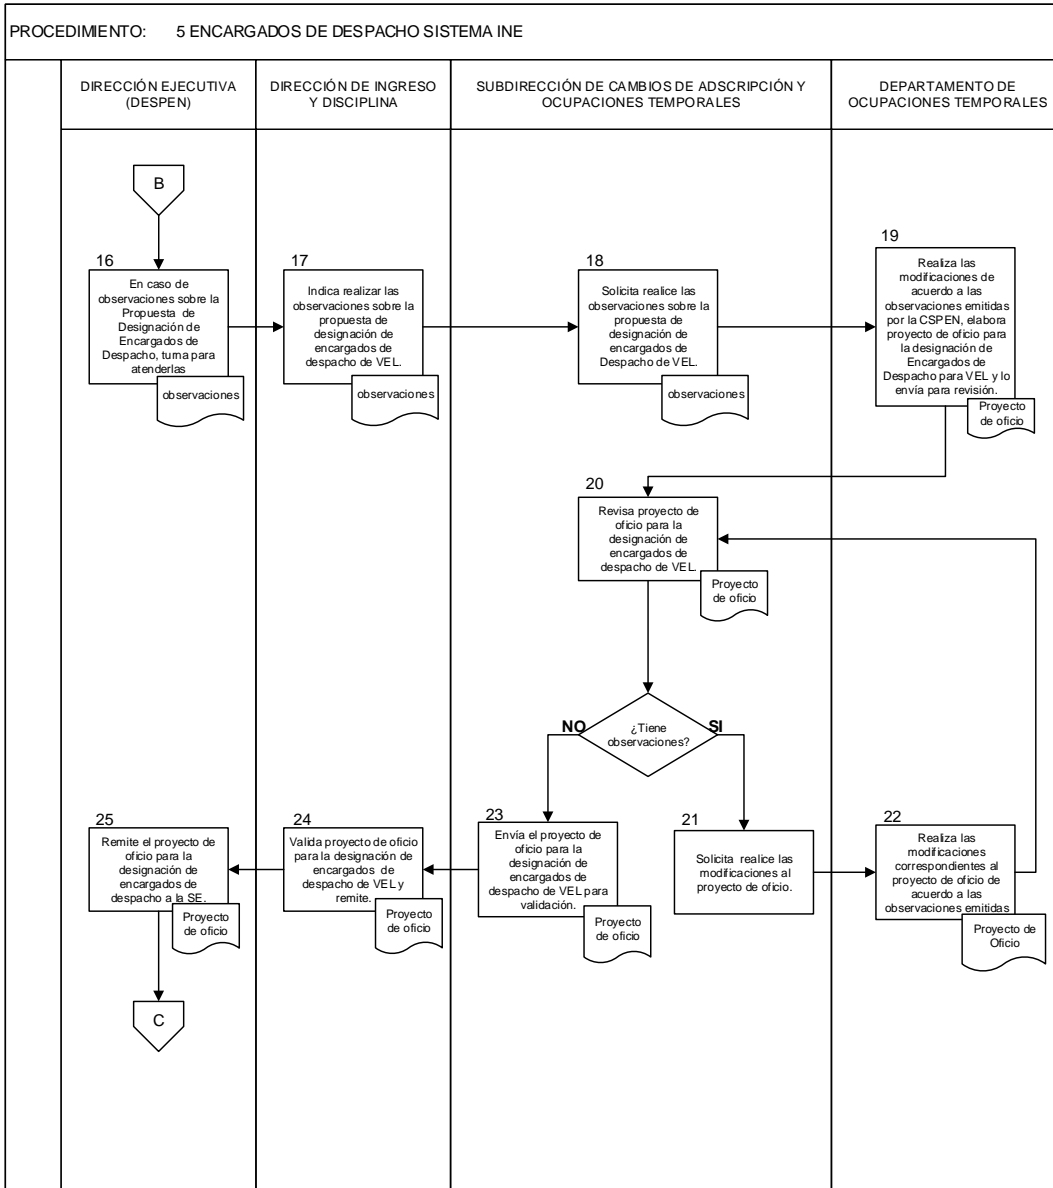 PROCEDIMIENTO: 5 ENCARGADOS DE DESPACHO SISTEMA INE
DIRECCIÓN EJECUTIVA
(DESPEN)
DIRECCIÓN DE INGRESO
Y DISCIPLINA
SUBDIRECCIÓN DE CAMBIOS DE ADSCRIPCIÓN Y
OCUPACIONES TEMPORALES
DEPARTAMENTO DE
OCUPACIONES TEMPORALES
B
16
En caso de
observaciones sobre la
Propuesta de
Designación de
Encargados de
Despacho, turna para
atenderlas
observaciones
17
Indica realizar las
observaciones sobre la
propuesta de
designación de
encargados de
despacho de VEL.
observaciones
18
Solicita realice las
observaciones sobre la
propuesta de
designación de
encargados de
Despacho de VEL.
observaciones
19
Realiza las
modificaciones de
acuerdo a las
observaciones emitidas
por la CSPEN, elabora
proyecto de oficio para
la designación de
Encargados de
Despacho para VEL y lo
envía para revisión.
Proyecto
de oficio
20
Revisa proyecto de
oficio para la
designación de
encargados de
despacho de VEL.
Proyecto
de oficio
NO
¿Tiene
observaciones?
SI
25
Remite el proyecto de
oficio para la
designación de
encargados de
despacho a la SE.
Proyecto
de oficio
24
Valida proyecto de oficio
para la designación de
encargados de
despacho de VEL y
remite.
Proyecto
de oficio
23
Envía el proyecto de
oficio para la
designación de
encargados de
despacho de VEL para
validación.
Proyecto
de oficio
21
Solicita realice las
modificaciones al
proyecto de oficio.
22
Realiza las
modificaciones
correspondientes al
proyecto de oficio de
acuerdo a las
observaciones emitidas
Proyecto de
Oficio
C